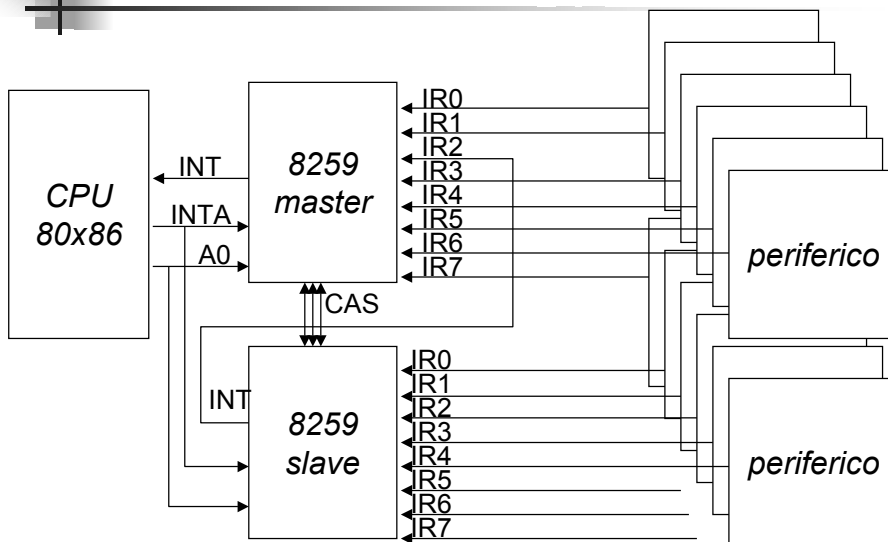 CPU
80x86
INT
INTA
A0
8259
master
IR0
IR1
IR2
IR3
IR4
IR5
IR6
IR7
periferico
CAS
INT
8259
slave
IR0
IR1
IR2
IR3
IR4
IR5
IR6
IR7
periferico